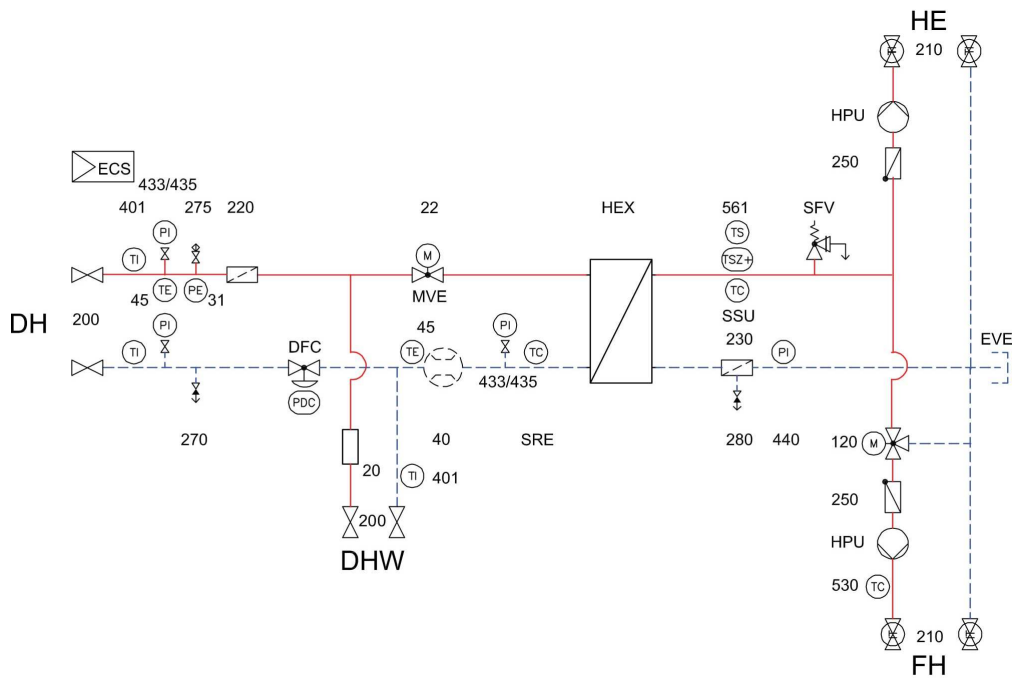 HE
210
HPU
250
ECS
433/435
401 275 220 22 HEX 561 SFV
PI M TS
TI TSZ+
TE PE TC
45 31 MVE SSU
DH 200 PI DFC 45 PI 230 EVE
TI TE TC PI
PDC 433/435
270 40 SRE 280 440 120 M
20 TI 401
250
200
DHW
HPU
530 TC
210
FH